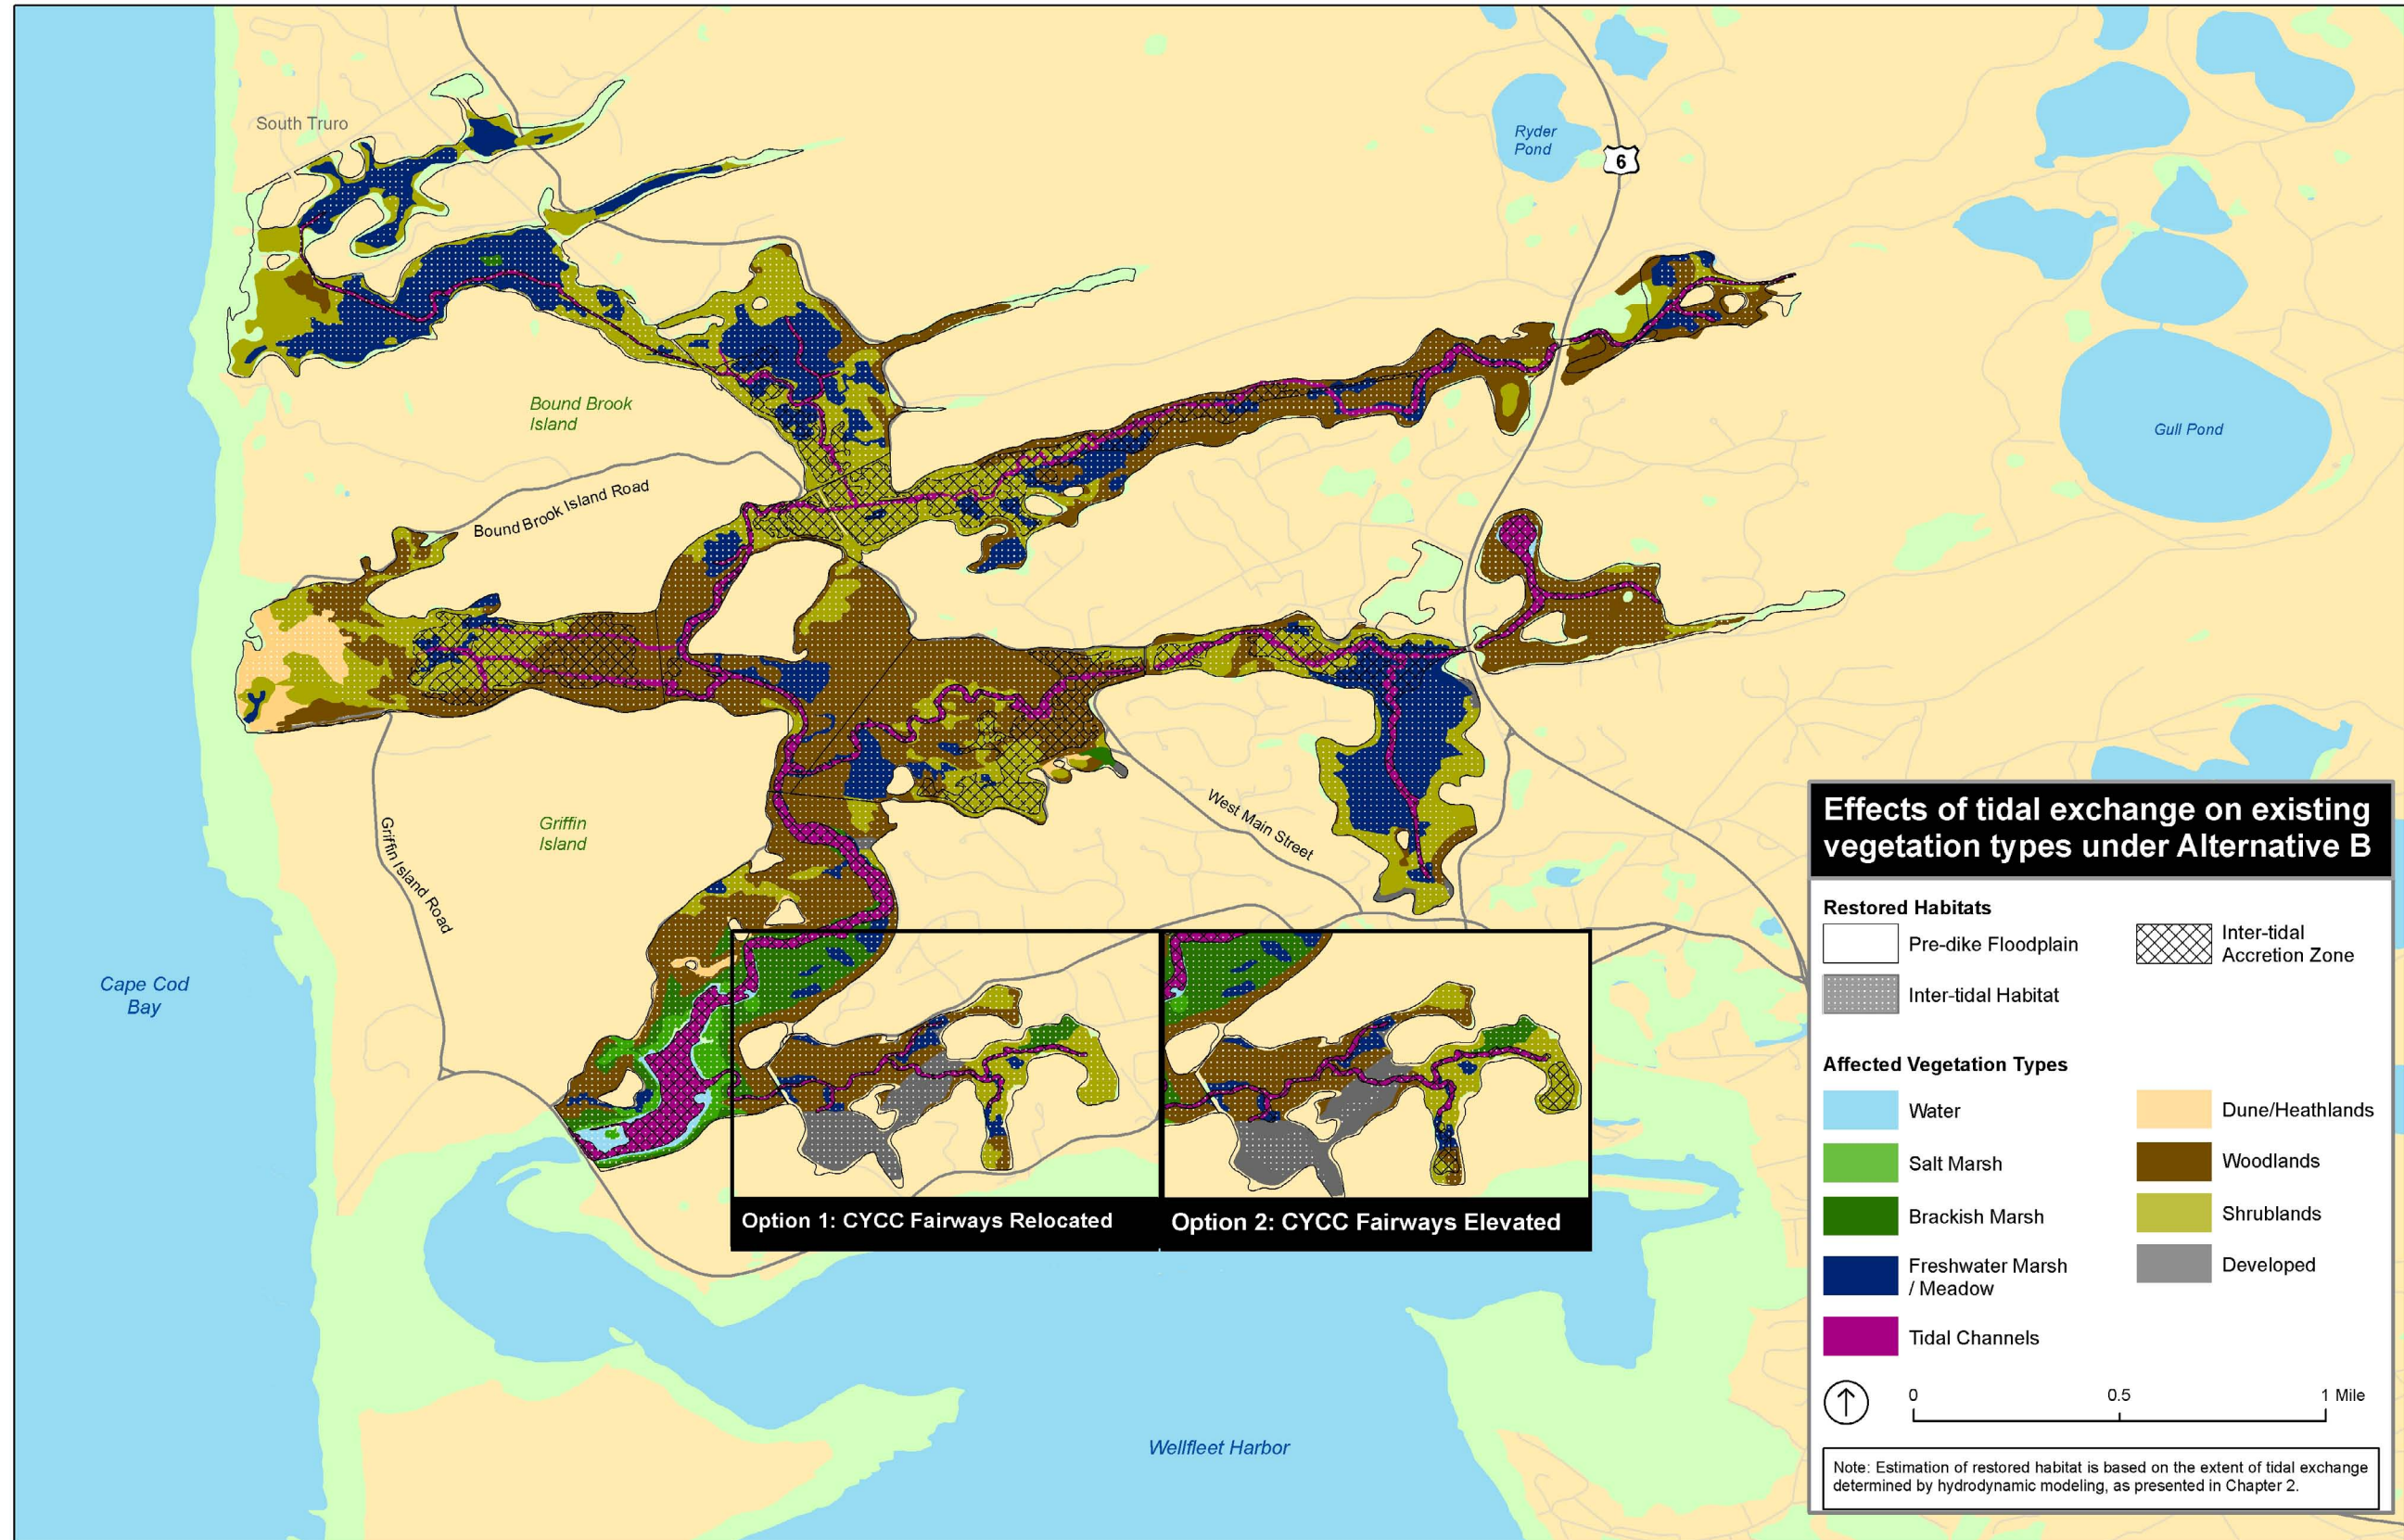 South Truro
Ryder
Pond
6
Bound Brook
Island
Gull Pond
Bound Brook Island Road
Griffin
Island
Griffin Island Road
West Main Street
Cape Cod
Bay
Option 1: CYCC Fairways Relocated
Option 2: CYCC Fairways Elevated
Wellfleet Harbor
Effects of tidal exchange on existing
vegetation types under Alternative B
Restored Habitats
Pre-dike Floodplain
Inter-tidal
Accretion Zone
Inter-tidal Habitat
Affected Vegetation Types
Water
Dune/Heathlands
Salt Marsh
Woodlands
Brackish Marsh
Shrublands
Freshwater Marsh
/ Meadow
Developed
Tidal Channels
0 0.5 1 Mile
Note: Estimation of restored habitat is based on the extent of tidal exchange
determined by hydrodynamic modeling, as presented in Chapter 2.